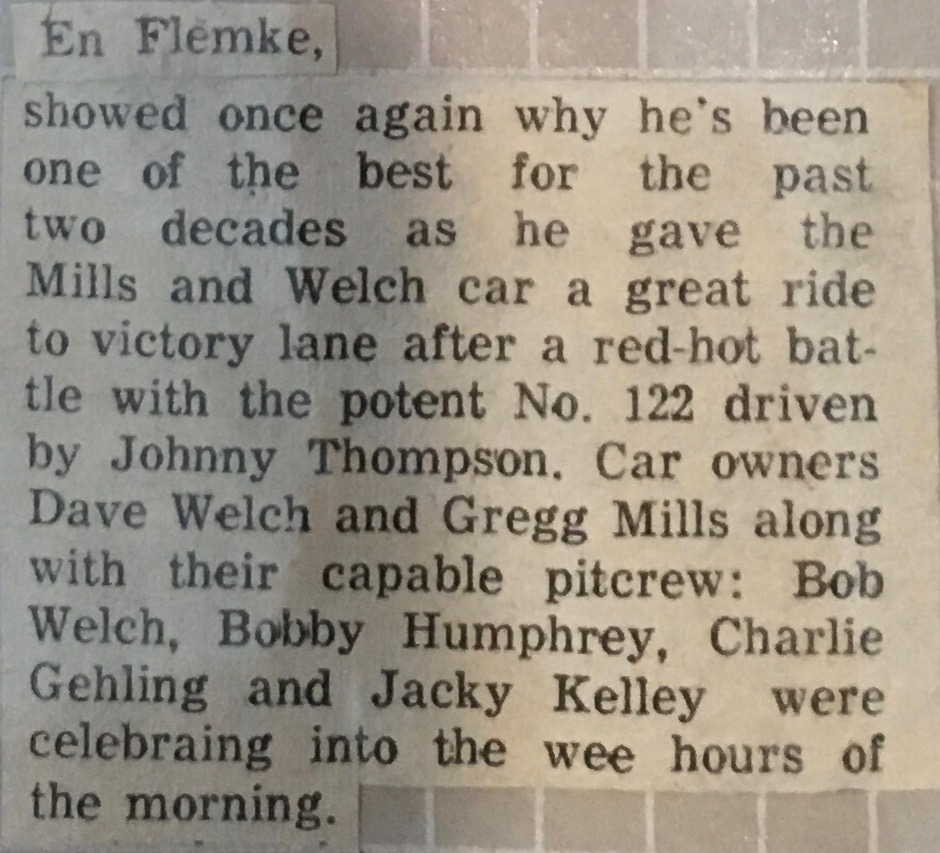 En Flemke,
showed once again why he's been
one of the best for the past
two decades as he gave the
Mills and Welch car a great ride
to victory lane after a red-hot bat-
tle with the potent No. 122 driven
by Johnny Thompson. Car owners
Dave Welch and Gregg Mills along
with their capable pitcrew: Bob
Welch, Bobby Humphrey, Charlie
Gehling and Jacky Kelley were
celebraing into the wee hours of
the morning.